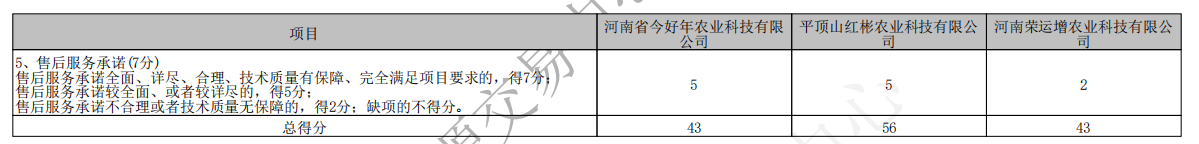 项目
河南省今好年农业科技有限
公司
平顶山红彬农业科技有限公
司
河南荣运增农业科技有限公
司
5、售后服务承诺(7分)
售后服务承诺全面、详尽、合理、技术质量有保障、完全满足项目要求的，得7分；
售后服务承诺较全面、或者较详尽的，得5分；
售后服务承诺不合理或者技术质量无保障的，得2分；缺项的不得分。
5
5
2
总得分
43
56
43
源交易
中心